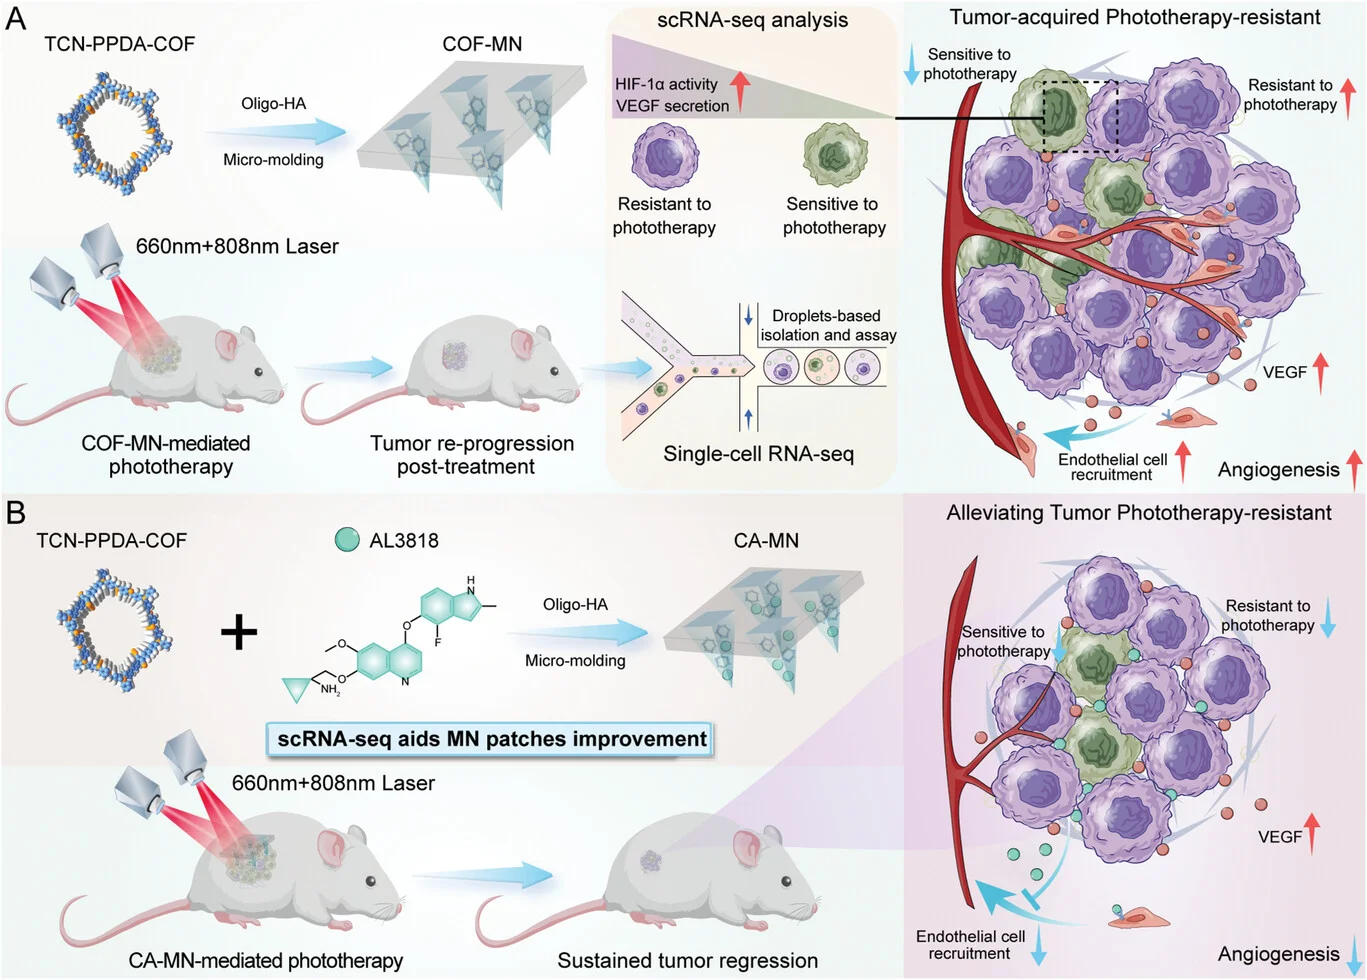 A
TCN-PPDA-COF
Oligo-HA
Micro-molding
COF-MN
660nm+808nm Laser
COF-MN-mediated
phototherapy
Tumor re-progression
post-treatment
scRNA-seq analysis
HIF-1α activity
VEGF secretion
Resistant to
phototherapy
Sensitive to
phototherapy
Droplets-based
isolation and assay
Single-cell RNA-seq
Tumor-acquired Phototherapy-resistant
Sensitive to
phototherapy
Resistant to
phototherapy
VEGF
Endothelial cell
recruitment
Angiogenesis
B
TCN-PPDA-COF
+
AL3818
H
N
F
O
O
O
NH2
N
Oligo-HA
Micro-molding
CA-MN
scRNA-seq aids MN patches improvement
660nm+808nm Laser
CA-MN-mediated phototherapy
Sustained tumor regression
Alleviating Tumor Phototherapy-resistant
Sensitive to
phototherapy
Resistant to
phototherapy
VEGF
Endothelial cell
recruitment
Angiogenesis